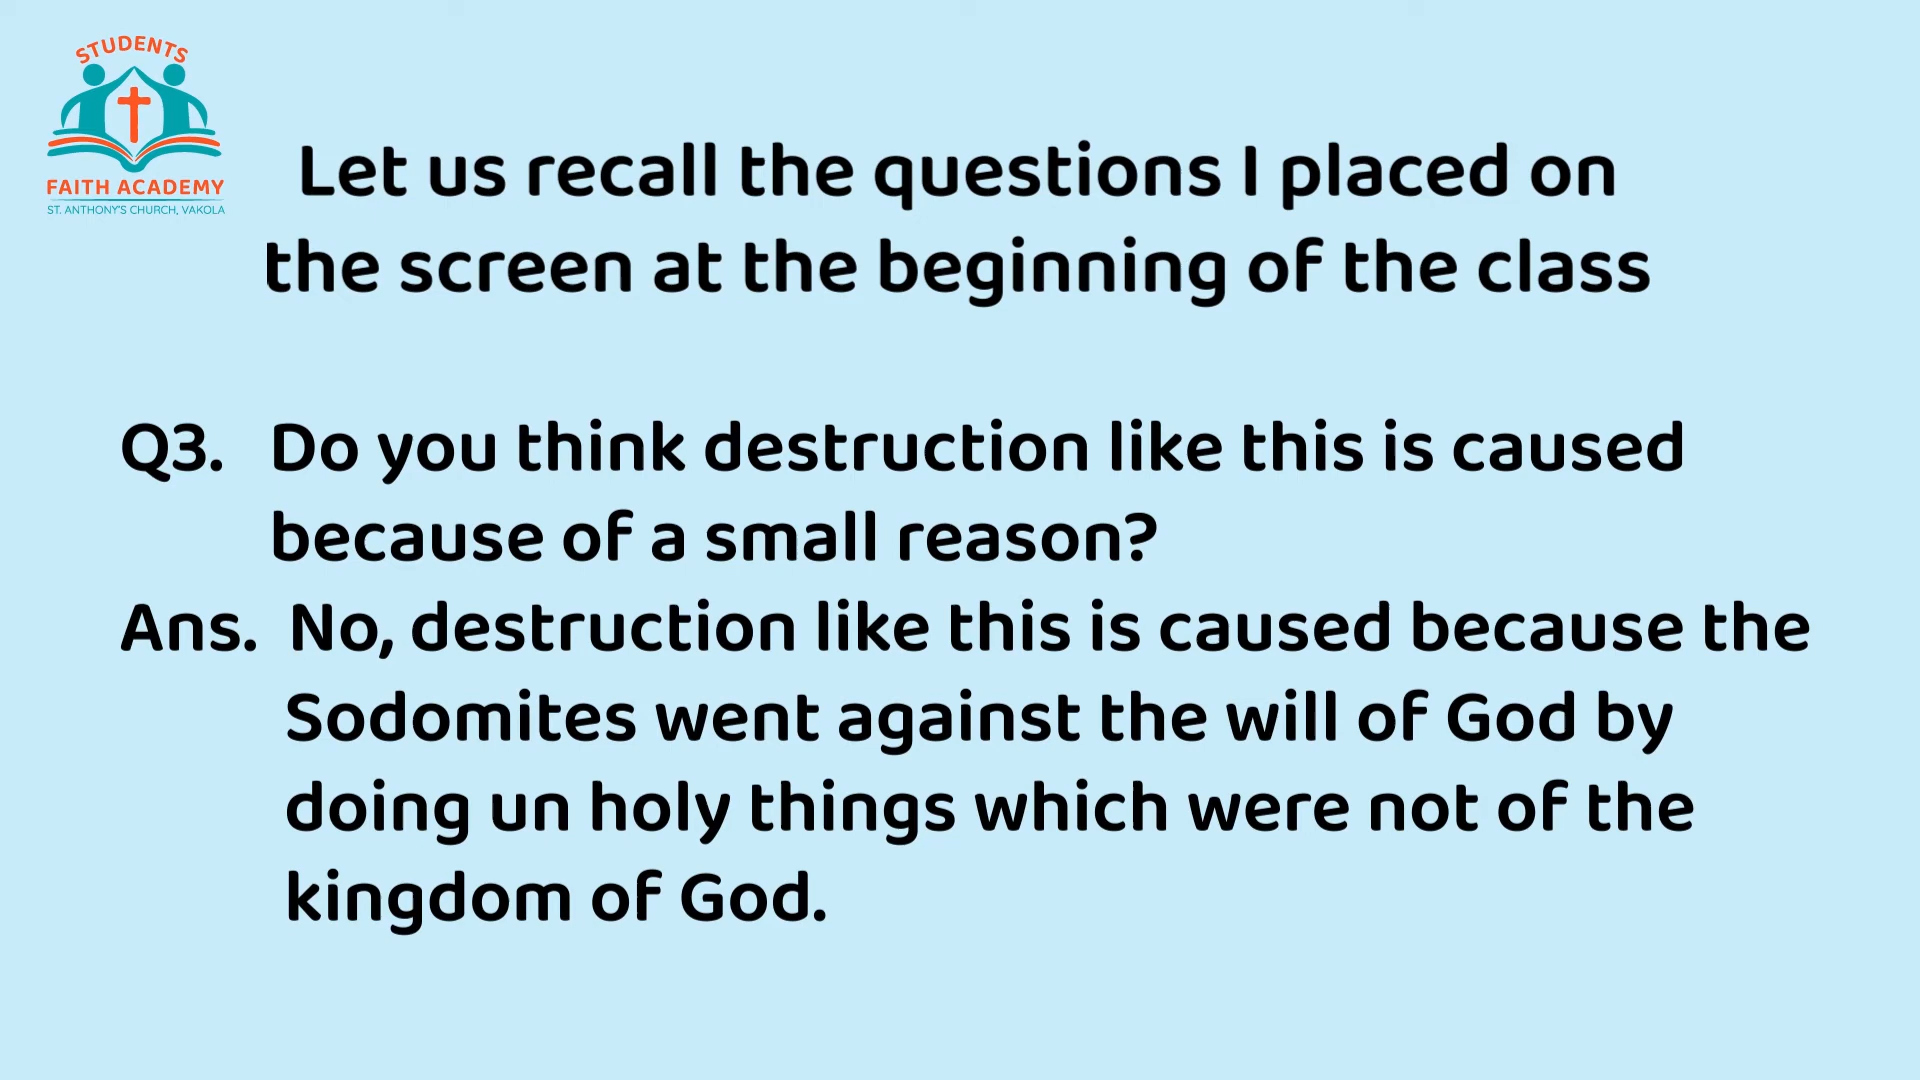 STUDENTS
FAITH ACADEMY
ST. ANTHONY'S CHURCH, VAKOLA
Let us recall the questions I placed on
the screen at the beginning of the class
Q3. Do you think destruction like this is caused
because of a small reason?
Ans. No, destruction like this is caused because the
Sodomites went against the will of God by
doing un holy things which were not of the
kingdom of God.